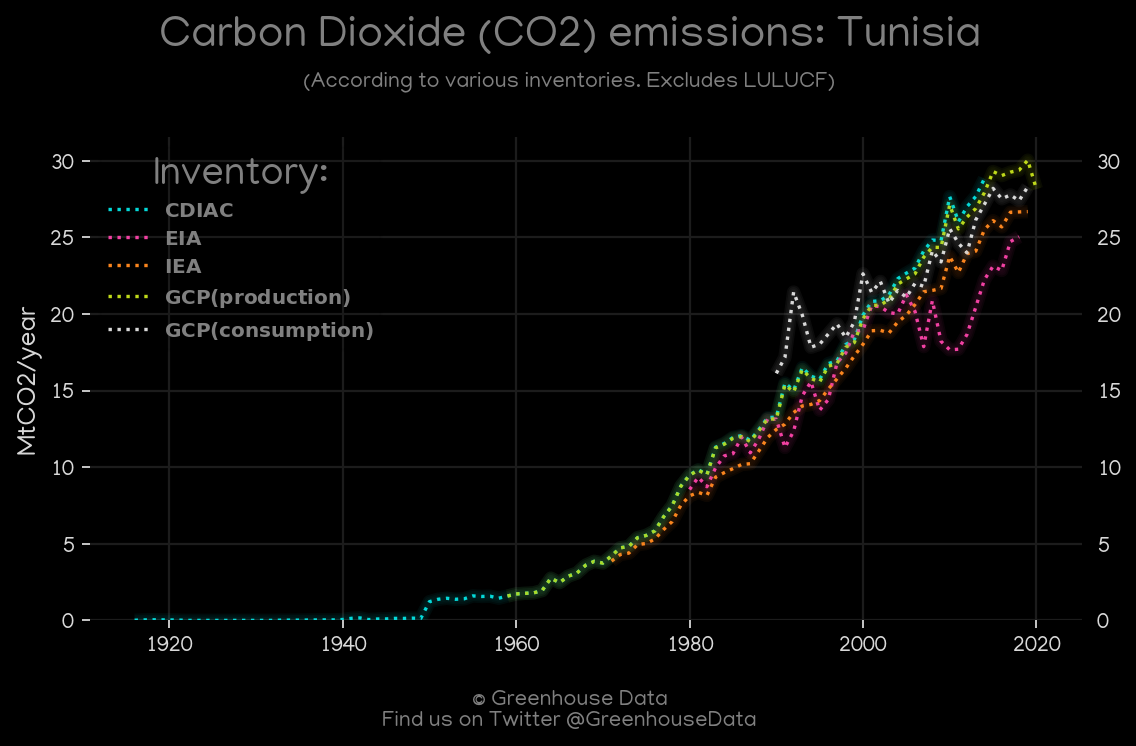 Carbon Dioxide (CO2) emissions: Tunisia
(According to various inventories. Excludes LULUCF)
Inventory:
CDIAC
EIA
IEA
GCP(production)
GCP(consumption)
MtCO2/year
30
25
20
15
10
5
0
30
25
20
15
10
5
0
1920
1940
1960
1980
2000
2020
© Greenhouse Data
Find us on Twitter @GreenhouseData